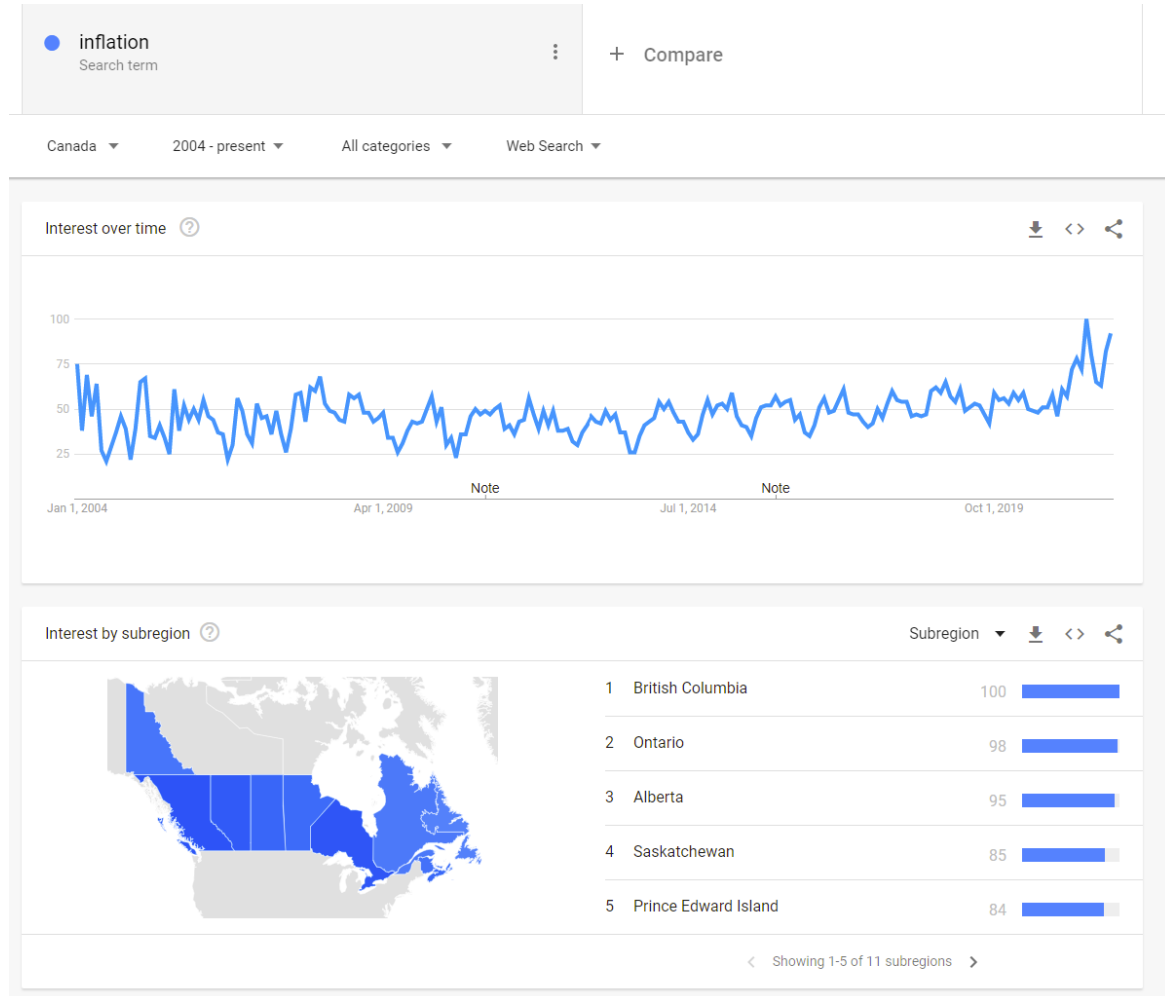 inflation
Search term
+ Compare
Canada
2004 - present
All categories
Web Search
Interest over time ?
100
75
50
25
Note
Note
Jan 1, 2004
Apr 1, 2009
Jul 1, 2014
Oct 1, 2019
Interest by subregion ?
Subregion
1 British Columbia 100
2 Ontario 98
3 Alberta 95
4 Saskatchewan 85
5 Prince Edward Island 84
Showing 1-5 of 11 subregions